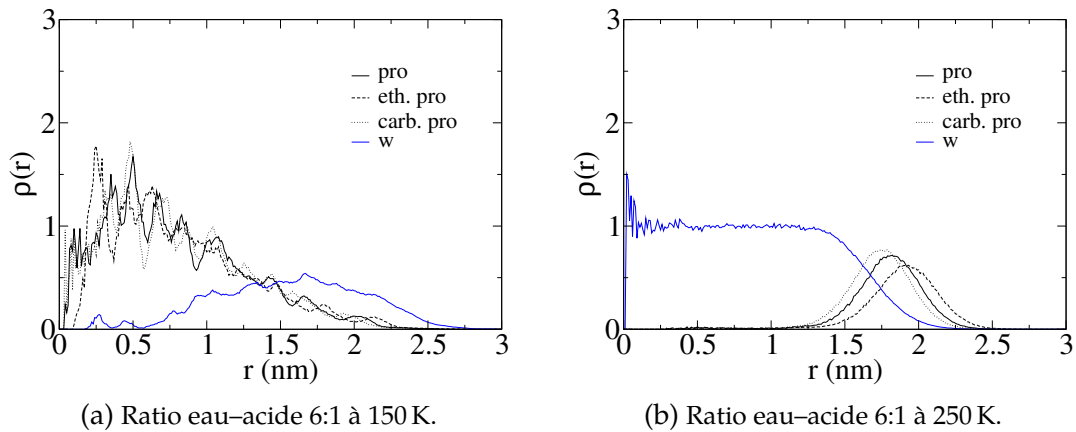 3
2
1
0
ρ(r)
0 0.5 1 1.5 2 2.5 3
r (nm)
pro
eth. pro
carb. pro
w
(a) Ratio eau–acide 6:1 à 150 K.
3
2
1
0
ρ(r)
0 0.5 1 1.5 2 2.5 3
r (nm)
pro
eth. pro
carb. pro
w
(b) Ratio eau–acide 6:1 à 250 K.